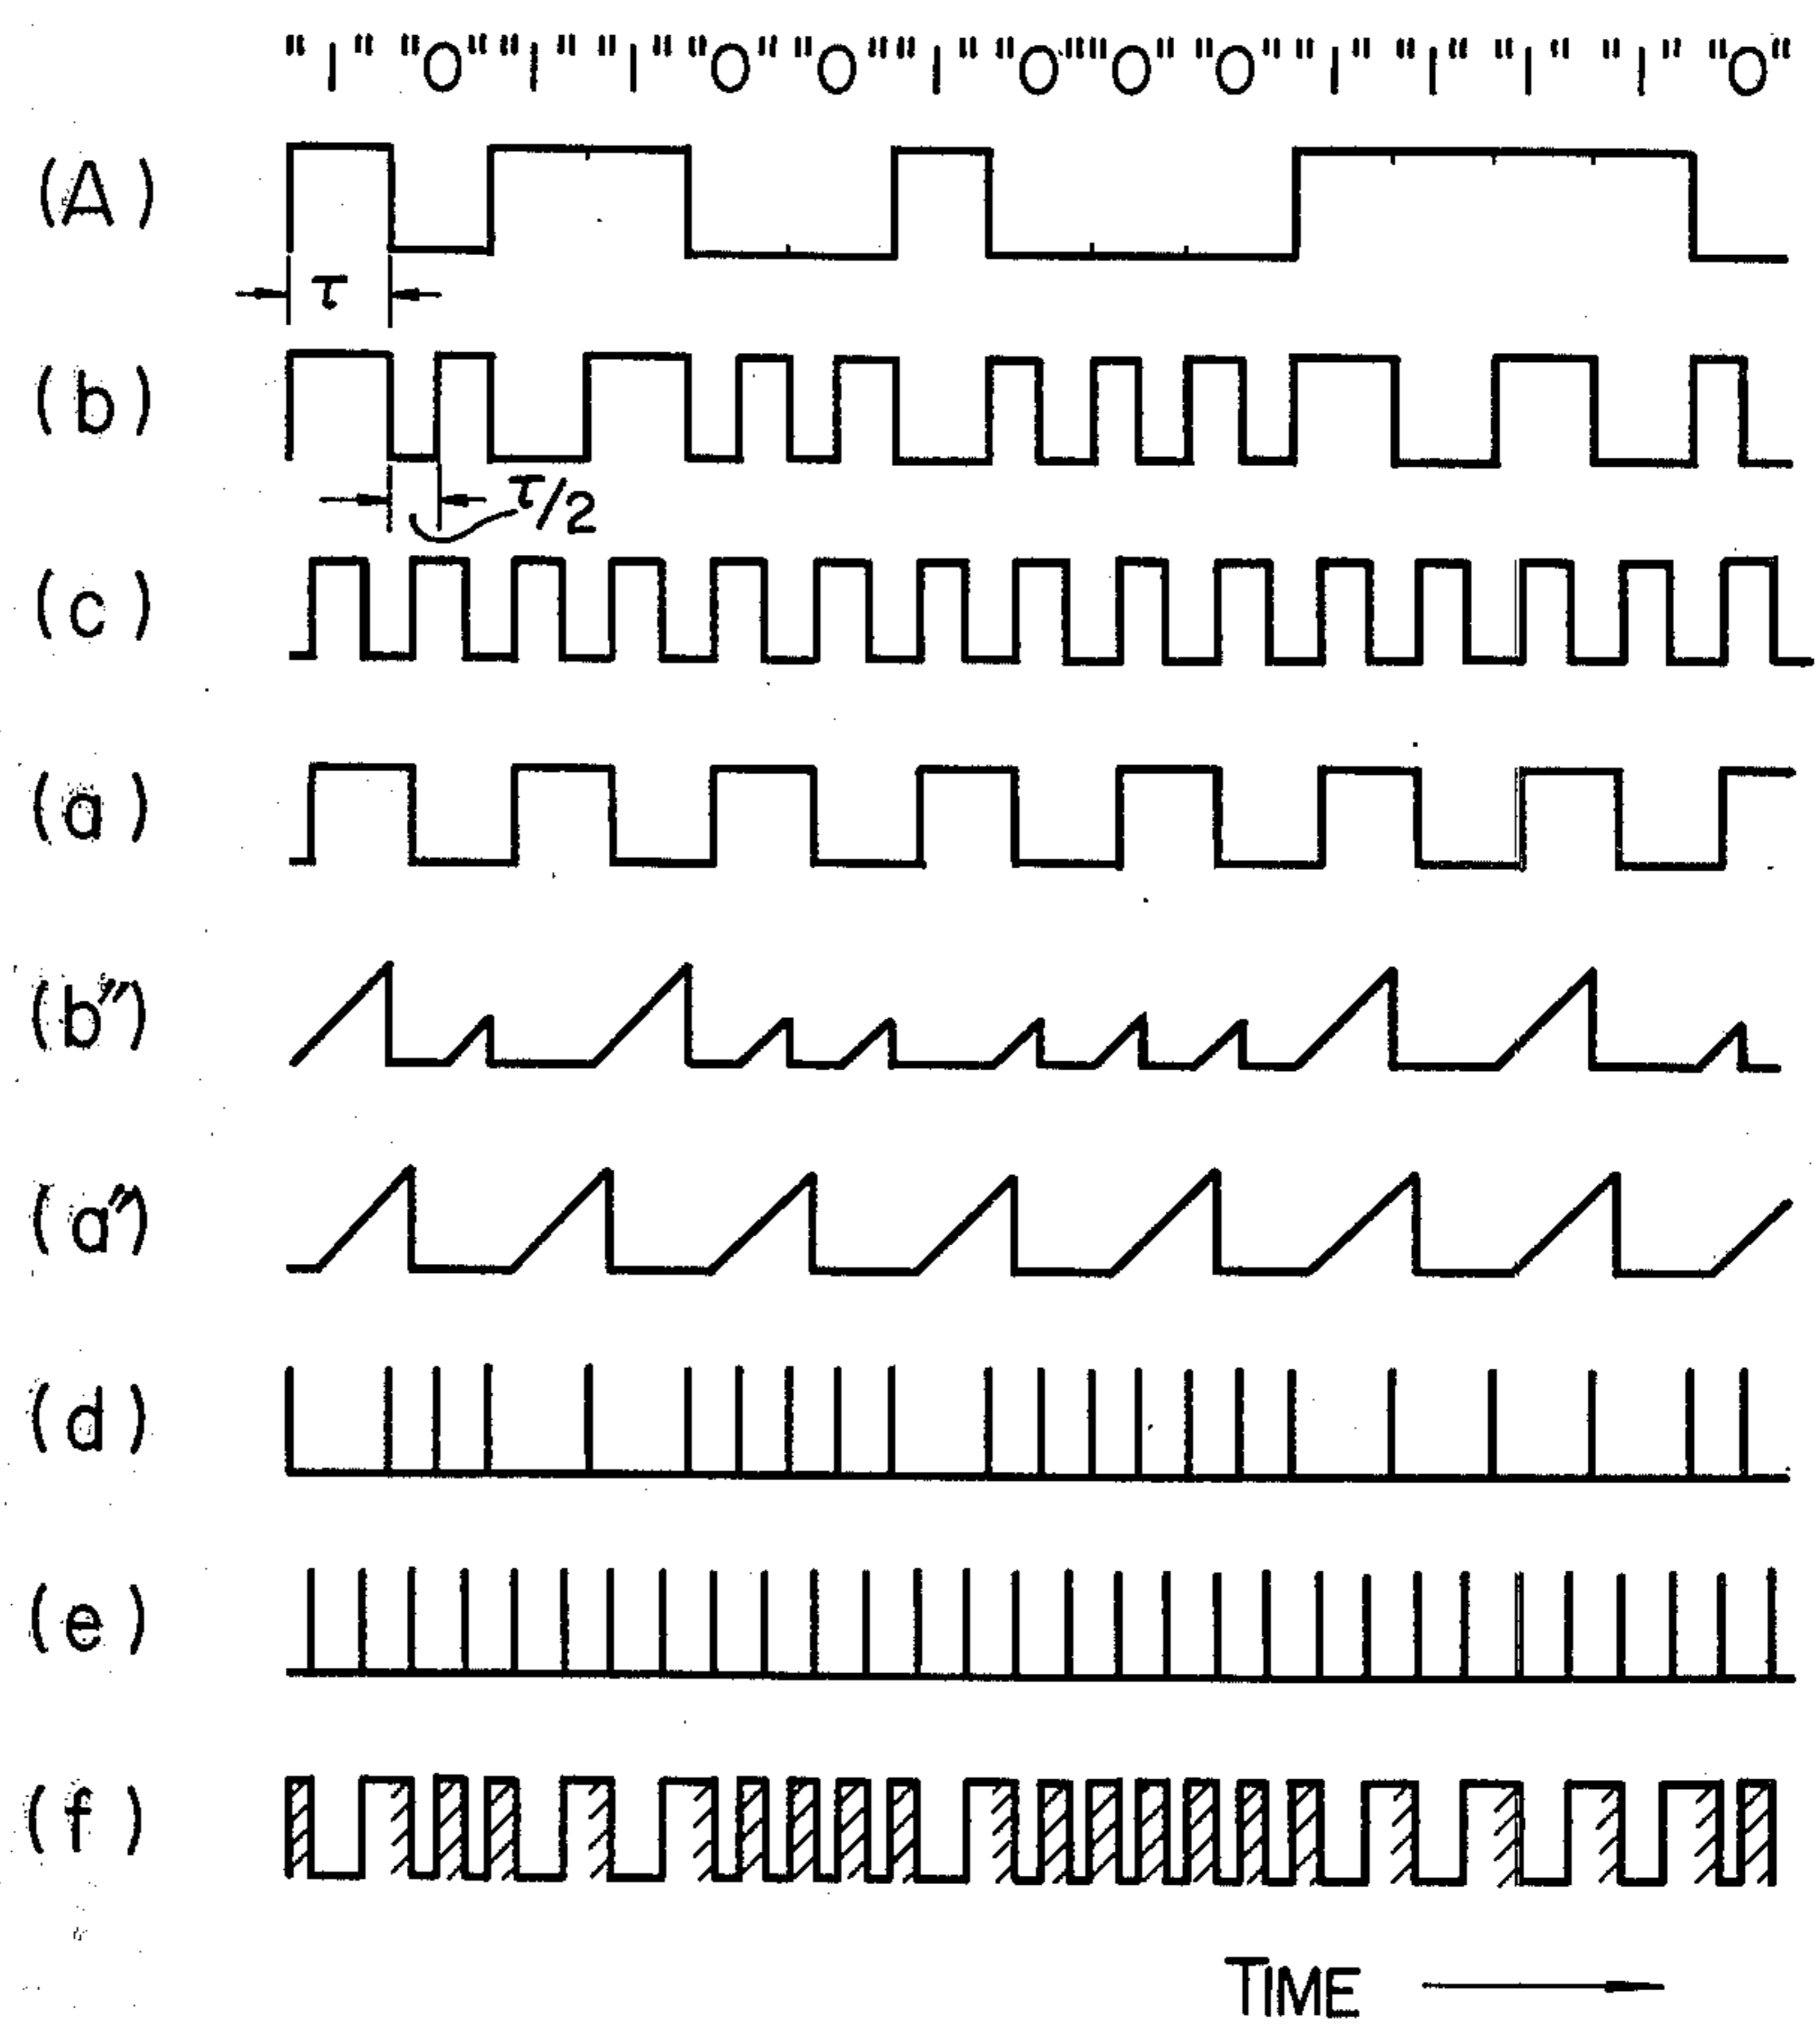 "1" "0" "1" "1" "0" "0" "1" "0" "0" "0" "1" "1" "1" "1" "0"
(A)
τ
(b)
τ/2
(c)
(a)
(b")
(a")
(d)
(e)
(f)
TIME